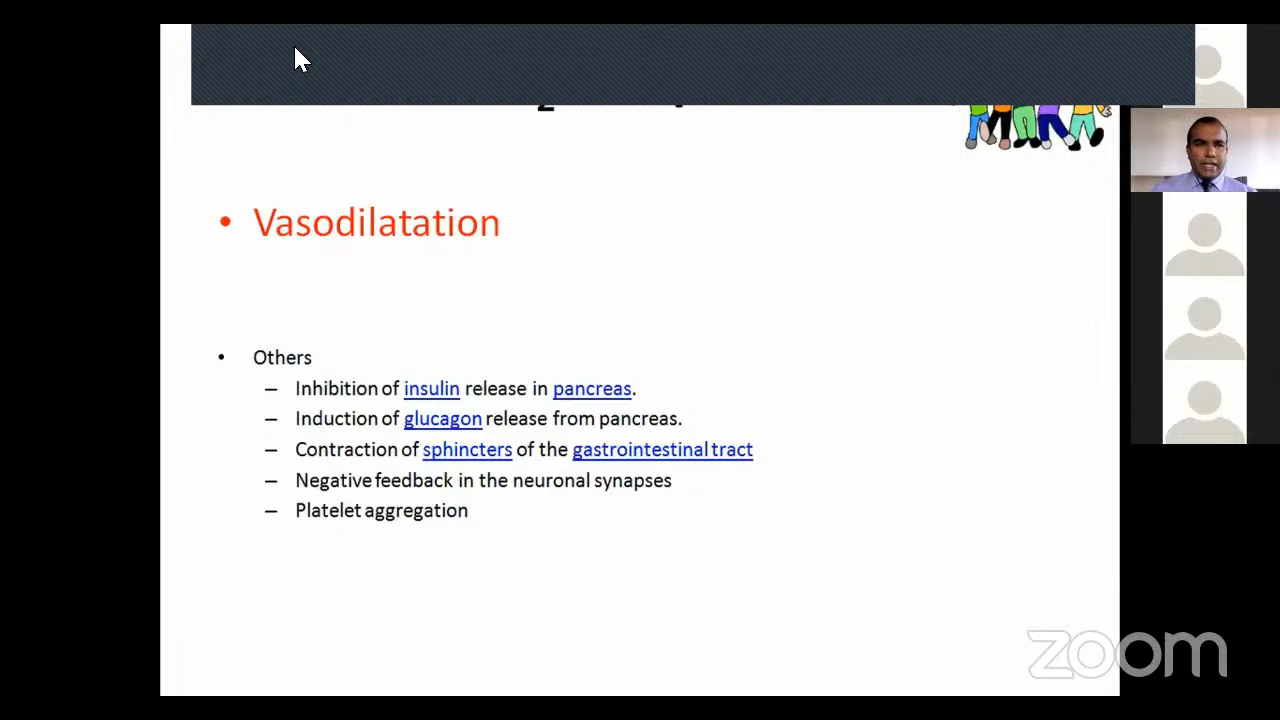 2
• Vasodilatation
• Others
– Inhibition of insulin release in pancreas.
– Induction of glucagon release from pancreas.
– Contraction of sphincters of the gastrointestinal tract
– Negative feedback in the neuronal synapses
– Platelet aggregation
zoom